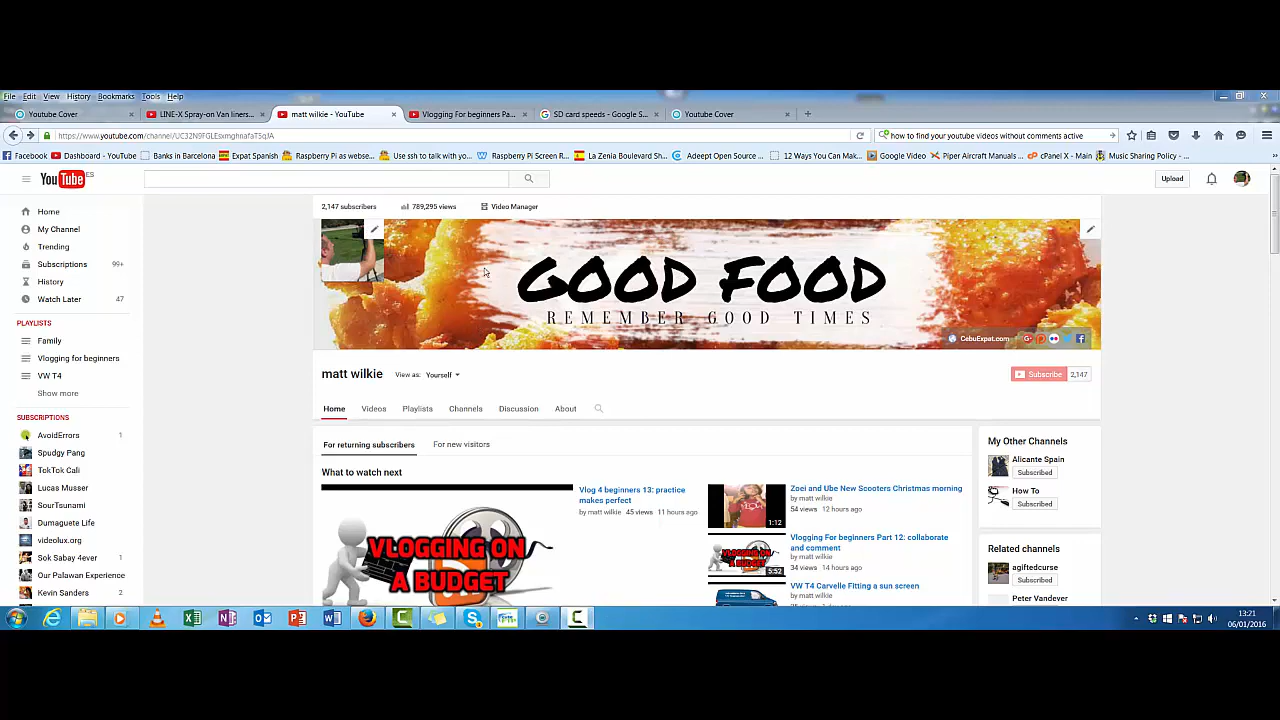 File Edit View History Bookmarks Tools Help
Youtube Cover
LINE-X Spray-on Van liners...
matt wilkie - YouTube
Vlogging For beginners Pa...
SD card speeds - Google S...
Youtube Cover
how to find your youtube videos without comments active
Facebook Dashboard - YouTube Banks in Barcelona Expat Spanish Raspberry Pi as webse... Use ssh to talk with yo... Raspberry Pi Screen R... La Zenia Boulevard Sh... Adeept Open Source ... 12 Ways You Can Mak... Google Video Piper Aircraft Manuals ... cPanel X - Main Music Sharing Policy - ...
YouTube ES
Upload
Home
My Channel
Trending
Subscriptions 99+
History
Watch Later 47
PLAYLISTS
Family
Vlogging for beginners
VW T4
Show more
SUBSCRIPTIONS
AvoidErrors 1
Spudgy Pang
TokTok Cali
Lucas Musser
SourTsunami
Dumaguete Life
videolux.org
Sok Sabay 4ever 1
Our Palawan Experience
Kevin Sanders 2
2,147 subscribers 789,295 views Video Manager
GOOD FOOD
REMEMBER GOOD TIMES
CebuExpat.com
matt wilkie View as: Yourself
Subscribe 2,147
Home Videos Playlists Channels Discussion About
For returning subscribers For new visitors
What to watch next
VLOGGING ON
A BUDGET
Vlog 4 beginners 13: practice
makes perfect
by matt wilkie 45 views 11 hours ago
1:12
Zoei and Ube New Scooters Christmas morning
by matt wilkie
54 views 12 hours ago
VLOGGING ON
A BUDGET
5:52
Vlogging For beginners Part 12: collaborate
and comment
by matt wilkie
34 views 14 hours ago
VW T4 Carvelle FItting a sun screen
by matt wilkie
My Other Channels
Alicante Spain
Subscribed
How To
Subscribed
Related channels
agiftedcurse
Subscribed
Peter Vandever
13:21
06/01/2016